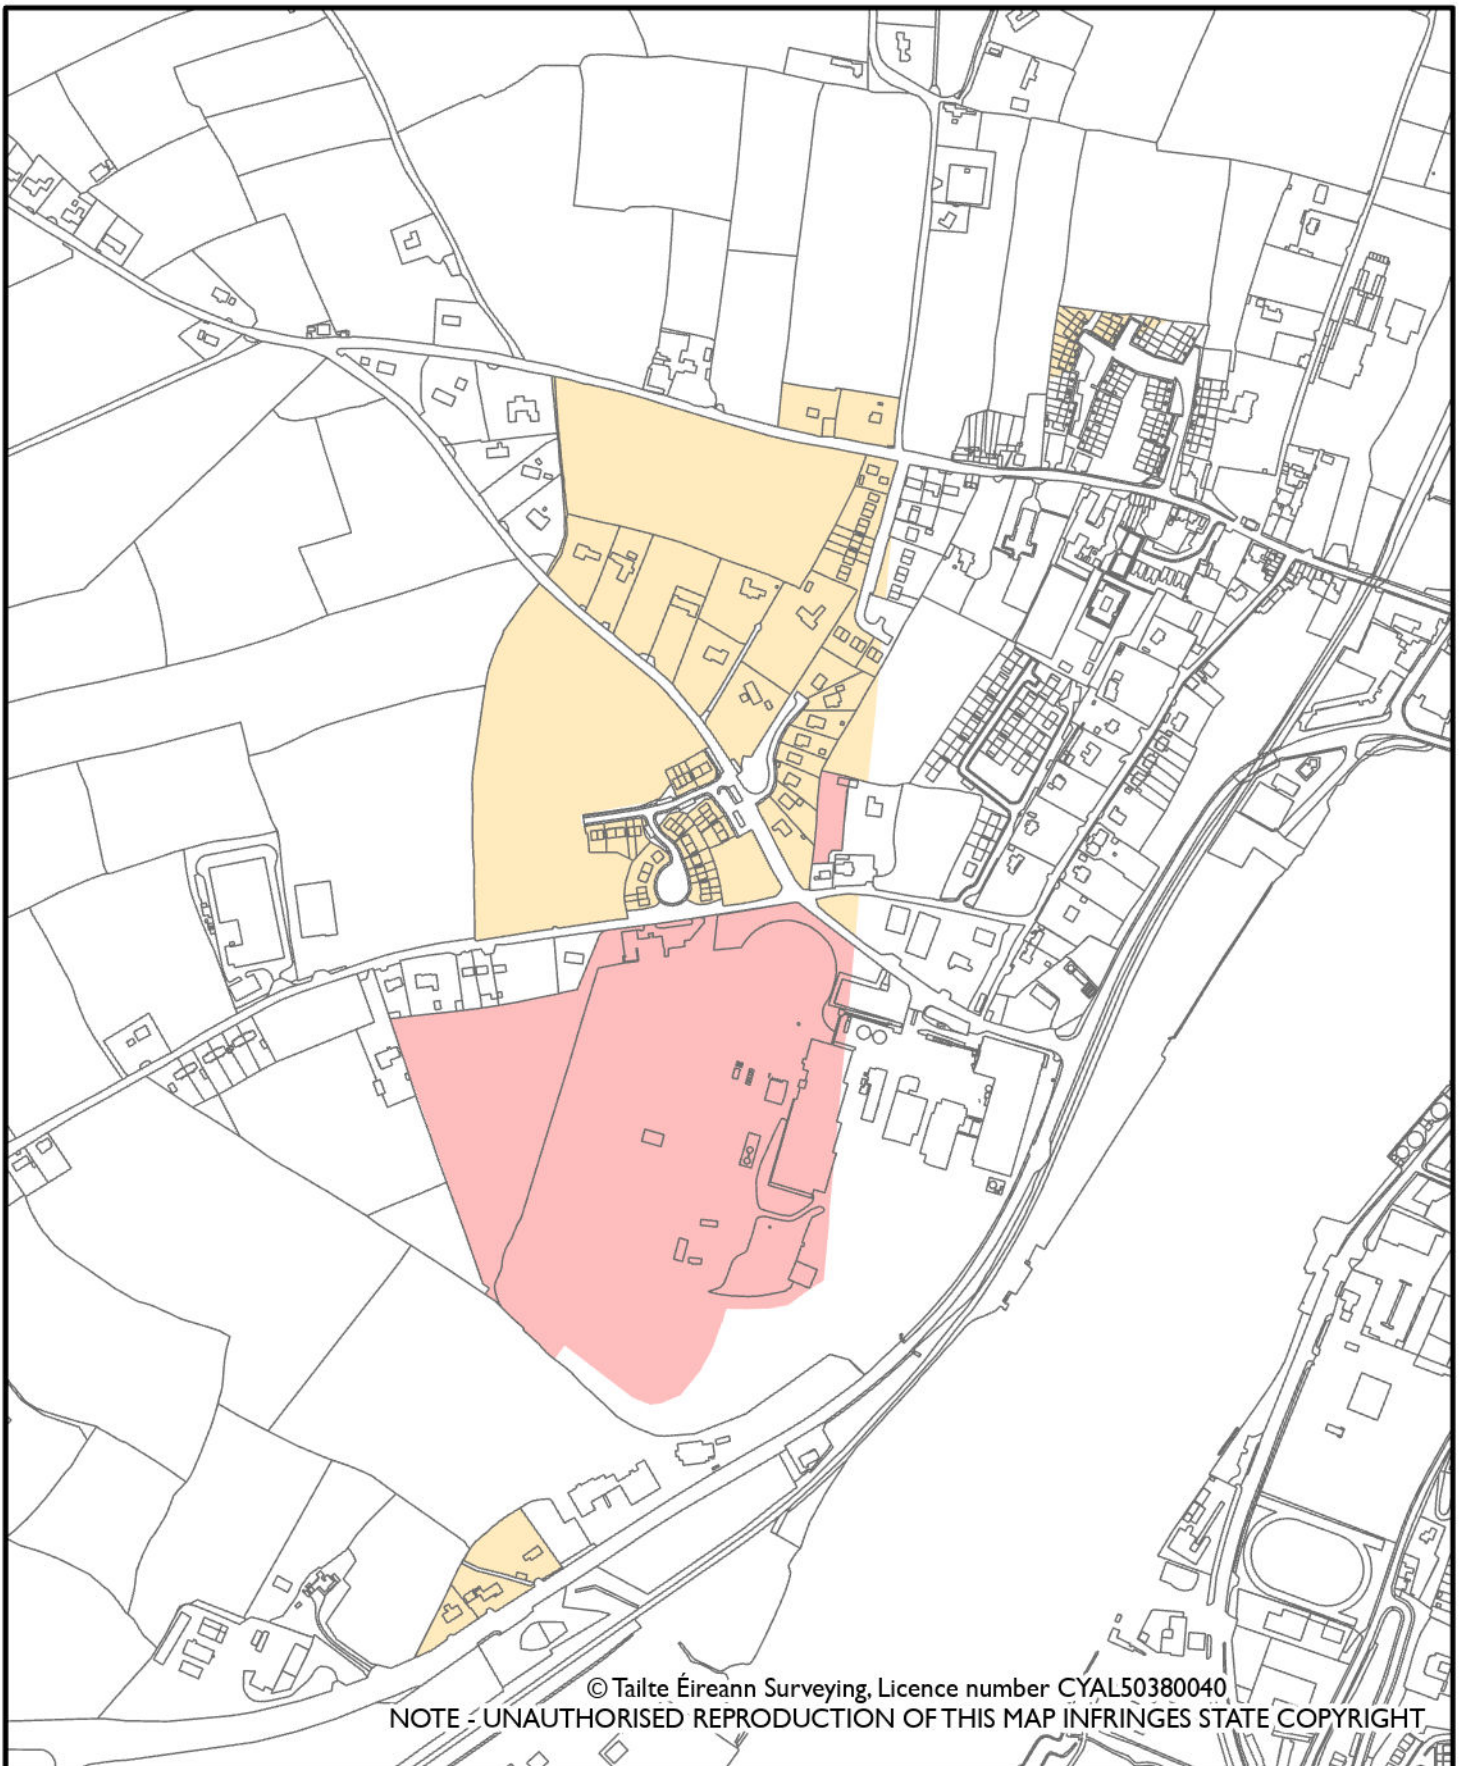 © Tailte Éireann Surveying, Licence number CYAL50380040
NOTE - UNAUTHORISED REPRODUCTION OF THIS MAP INFRINGES STATE COPYRIGHT